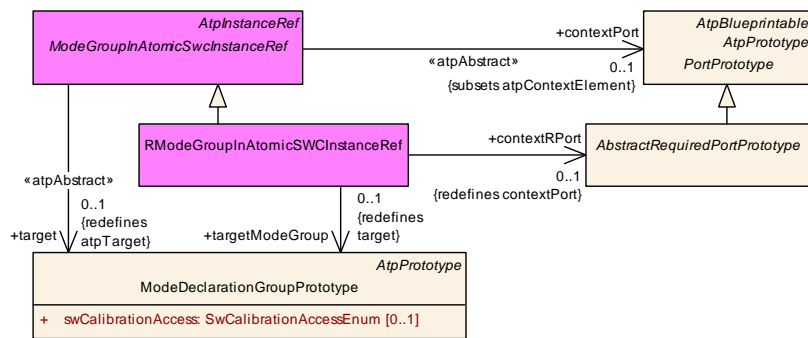 AtpInstanceRef
ModeGroupInAtomicSwcInstanceRef
+contextPort
«atpAbstract»
0..1
{subsets atpContextElement}
AtpBlueprintable
AtpPrototype
PortPrototype
RModeGroupInAtomicSWCInstanceRef
+contextRPort
0..1
{redefines contextPort}
AbstractRequiredPortPrototype
«atpAbstract»
0..1
{redefines
atpTarget}
+target
0..1
{redefines
target}
+targetModeGroup
AtpPrototype
ModeDeclarationGroupPrototype
+ swCalibrationAccess: SwCalibrationAccessEnum [0..1]